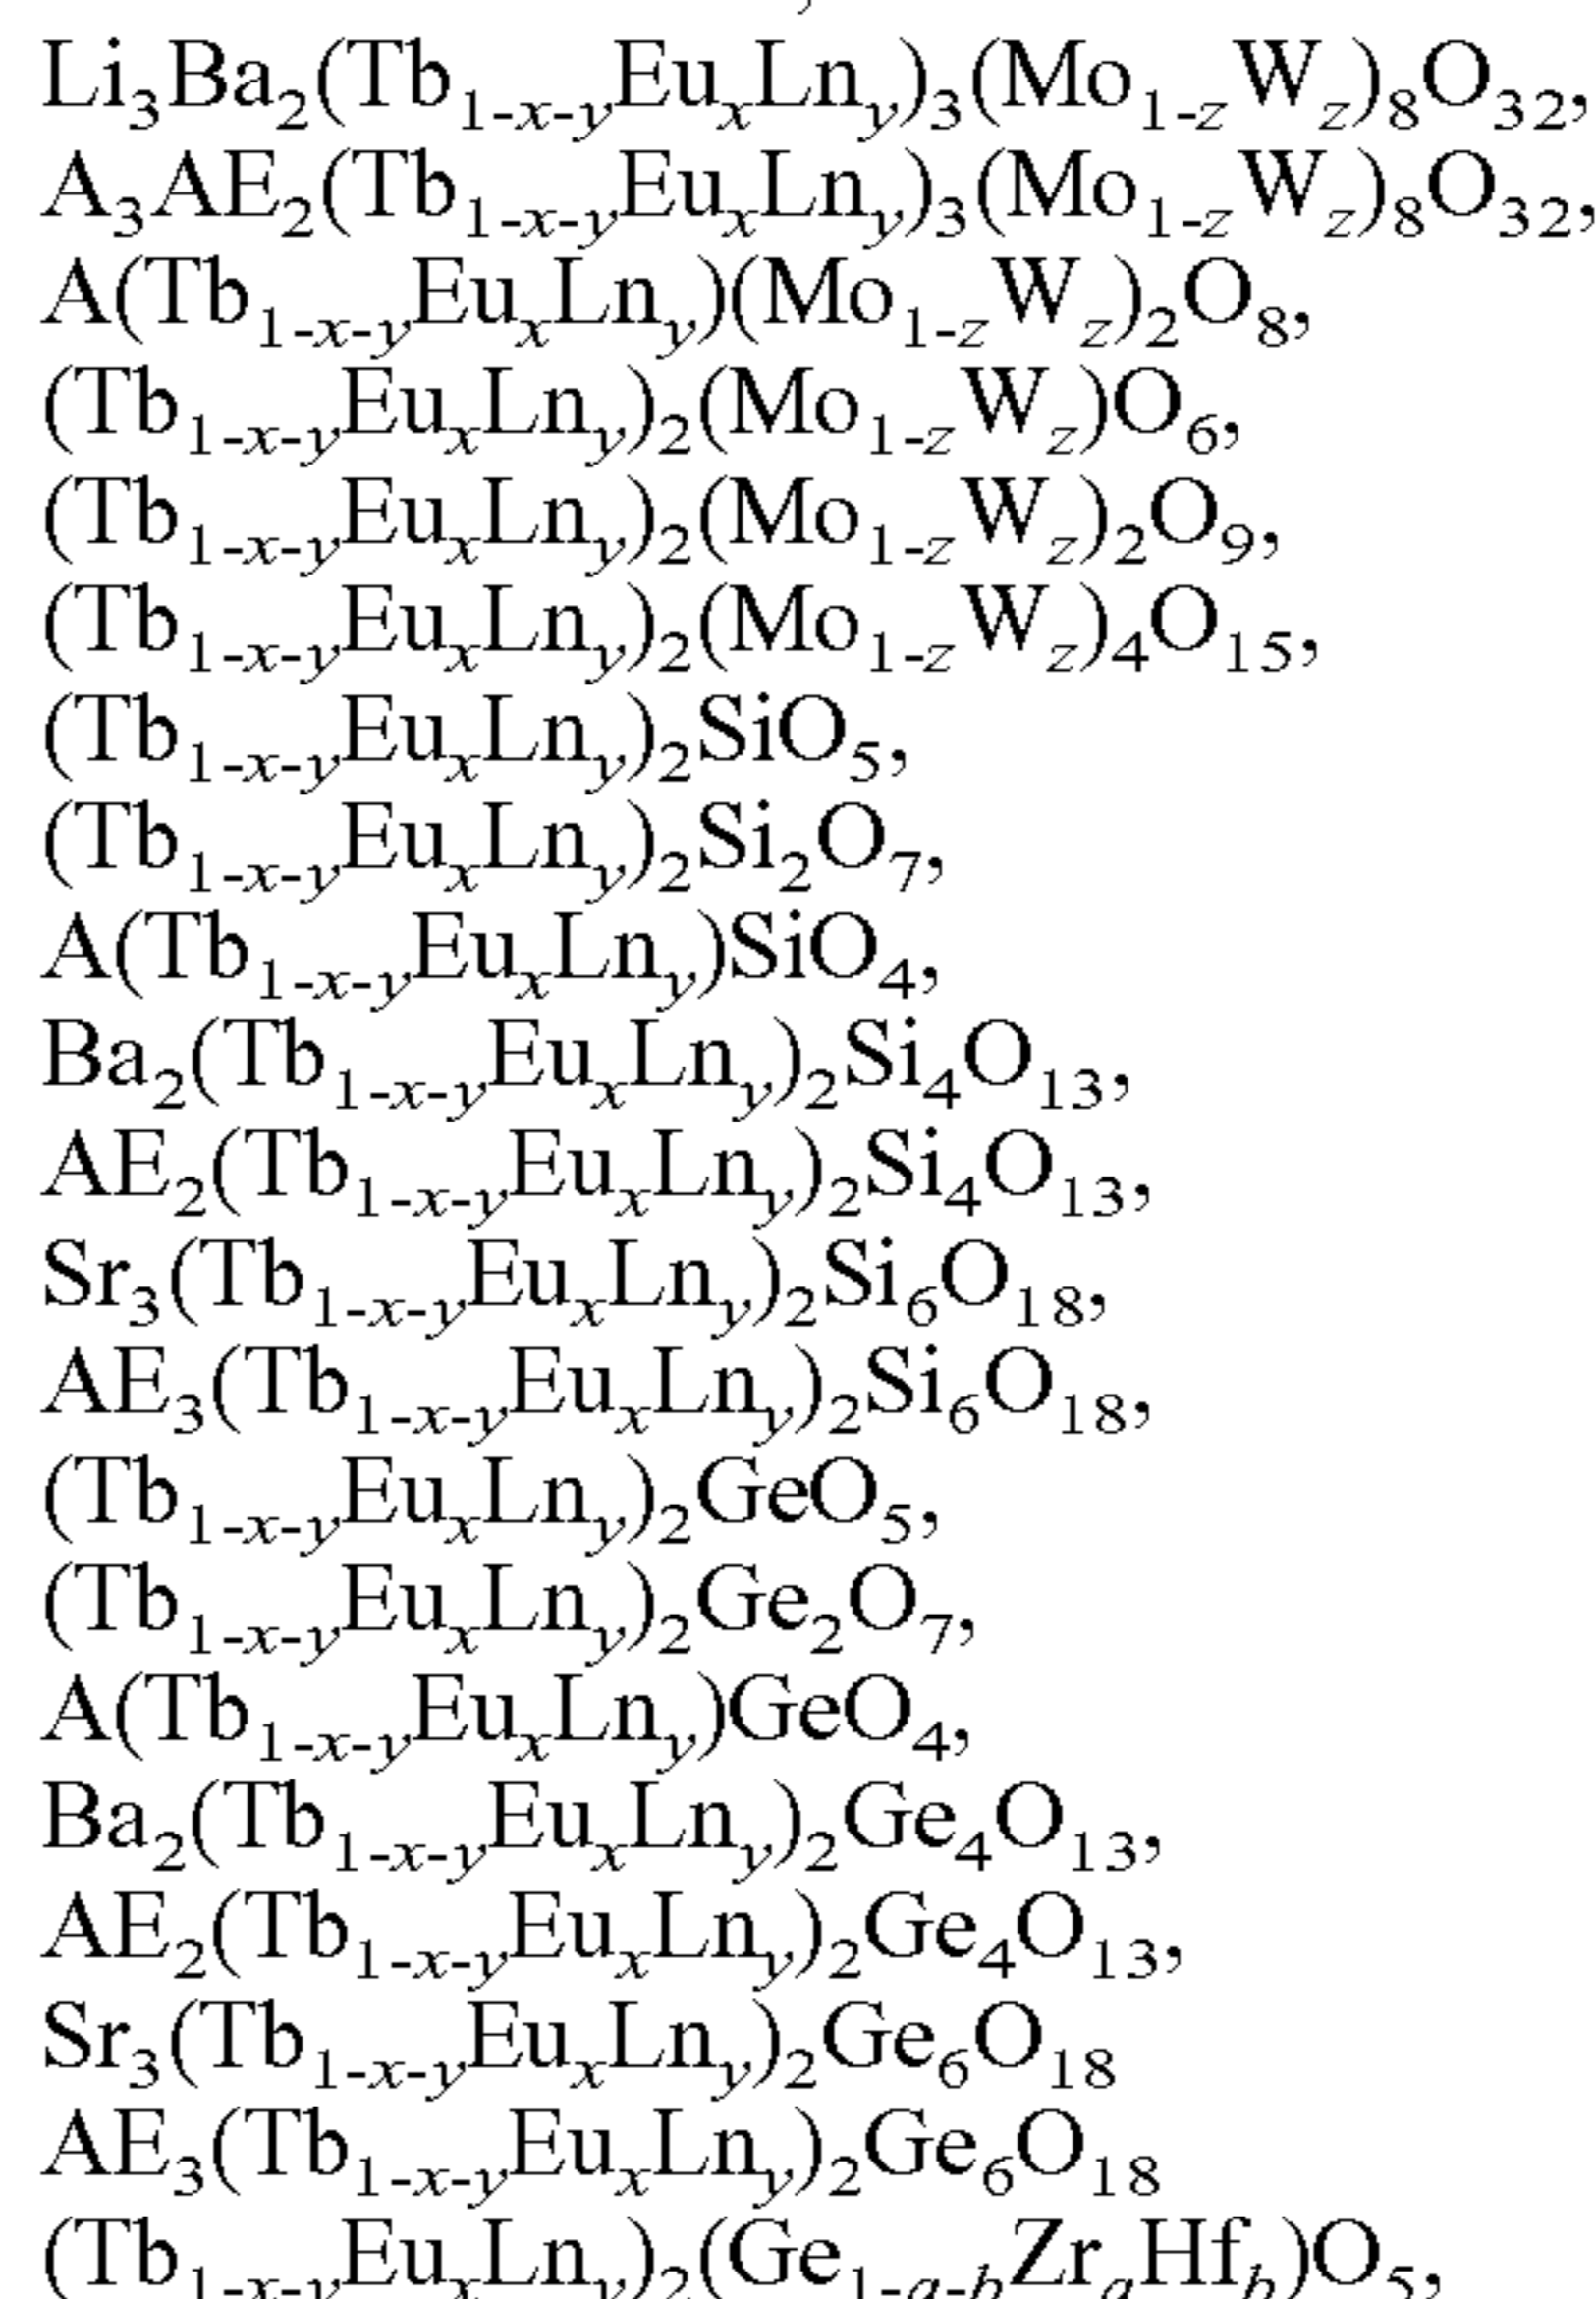 Li₃Ba₂(Tb₁₋ₓ₋yEuₓLny)₃(Mo₁₋zWz)₈O₃₂,
A₃AE₂(Tb₁₋ₓ₋yEuₓLny)₃(Mo₁₋zWz)₈O₃₂,
A(Tb₁₋ₓ₋yEuₓLny)(Mo₁₋zWz)₂O₈,
(Tb₁₋ₓ₋yEuₓLny)₂(Mo₁₋zWz)O₆,
(Tb₁₋ₓ₋yEuₓLny)₂(Mo₁₋zWz)₂O₉,
(Tb₁₋ₓ₋yEuₓLny)₂(Mo₁₋zWz)₄O₁₅,
(Tb₁₋ₓ₋yEuₓLny)₂SiO₅,
(Tb₁₋ₓ₋yEuₓLny)₂Si₂O₇,
A(Tb₁₋ₓ₋yEuₓLny)SiO₄,
Ba₂(Tb₁₋ₓ₋yEuₓLny)₂Si₄O₁₃,
AE₂(Tb₁₋ₓ₋yEuₓLny)₂Si₄O₁₃,
Sr₃(Tb₁₋ₓ₋yEuₓLny)₂Si₆O₁₈,
AE₃(Tb₁₋ₓ₋yEuₓLny)₂Si₆O₁₈,
(Tb₁₋ₓ₋yEuₓLny)₂GeO₅,
(Tb₁₋ₓ₋yEuₓLny)₂Ge₂O₇,
A(Tb₁₋ₓ₋yEuₓLny)GeO₄,
Ba₂(Tb₁₋ₓ₋yEuₓLny)₂Ge₄O₁₃,
AE₂(Tb₁₋ₓ₋yEuₓLny)₂Ge₄O₁₃,
Sr₃(Tb₁₋ₓ₋yEuₓLny)₂Ge₆O₁₈
AE₃(Tb₁₋ₓ₋yEuₓLny)₂Ge₆O₁₈
(Tb₁₋ₓ₋yEuₓLny)₂(Ge₁₋a₋bZraHfb)O₅,